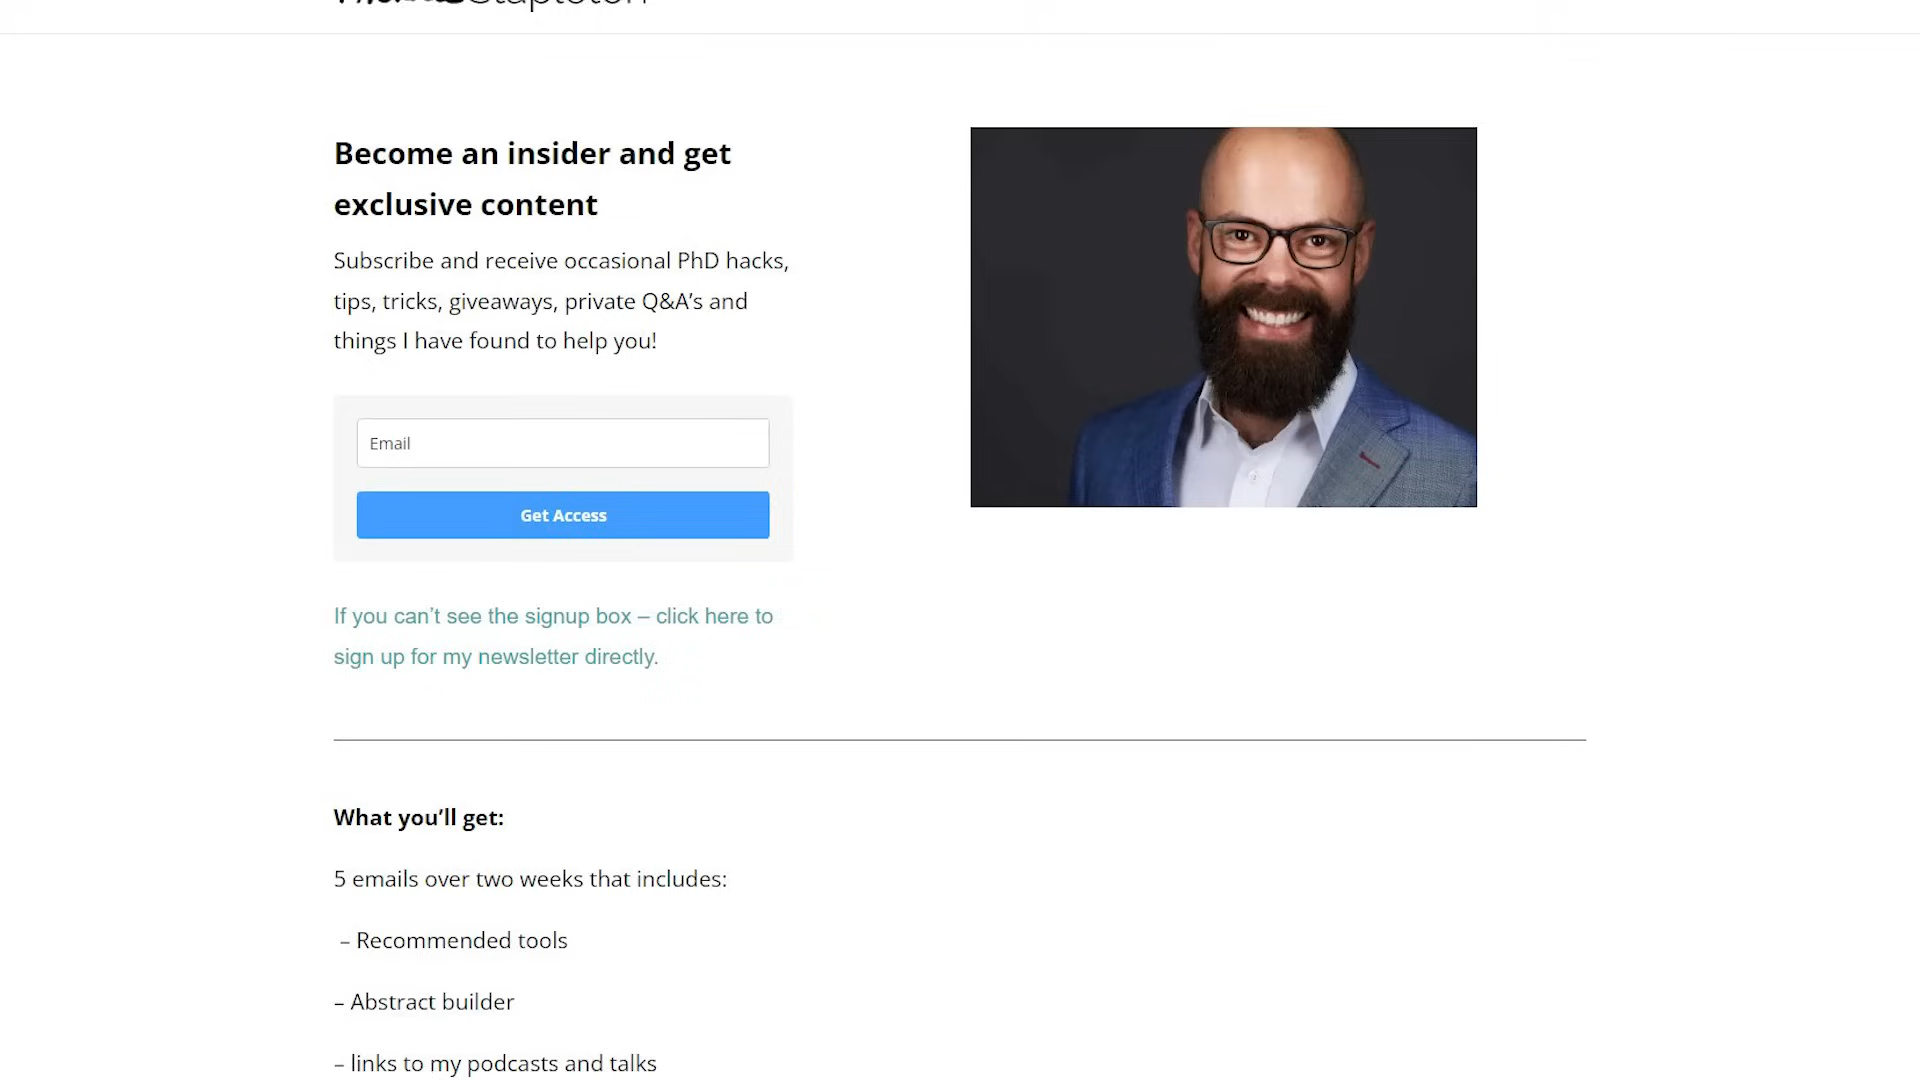 Become an insider and get
exclusive content
Subscribe and receive occasional PhD hacks,
tips, tricks, giveaways, private Q&A’s and
things I have found to help you!
Email
Get Access
If you can’t see the signup box – click here to
sign up for my newsletter directly.
What you’ll get:
5 emails over two weeks that includes:
– Recommended tools
– Abstract builder
– links to my podcasts and talks